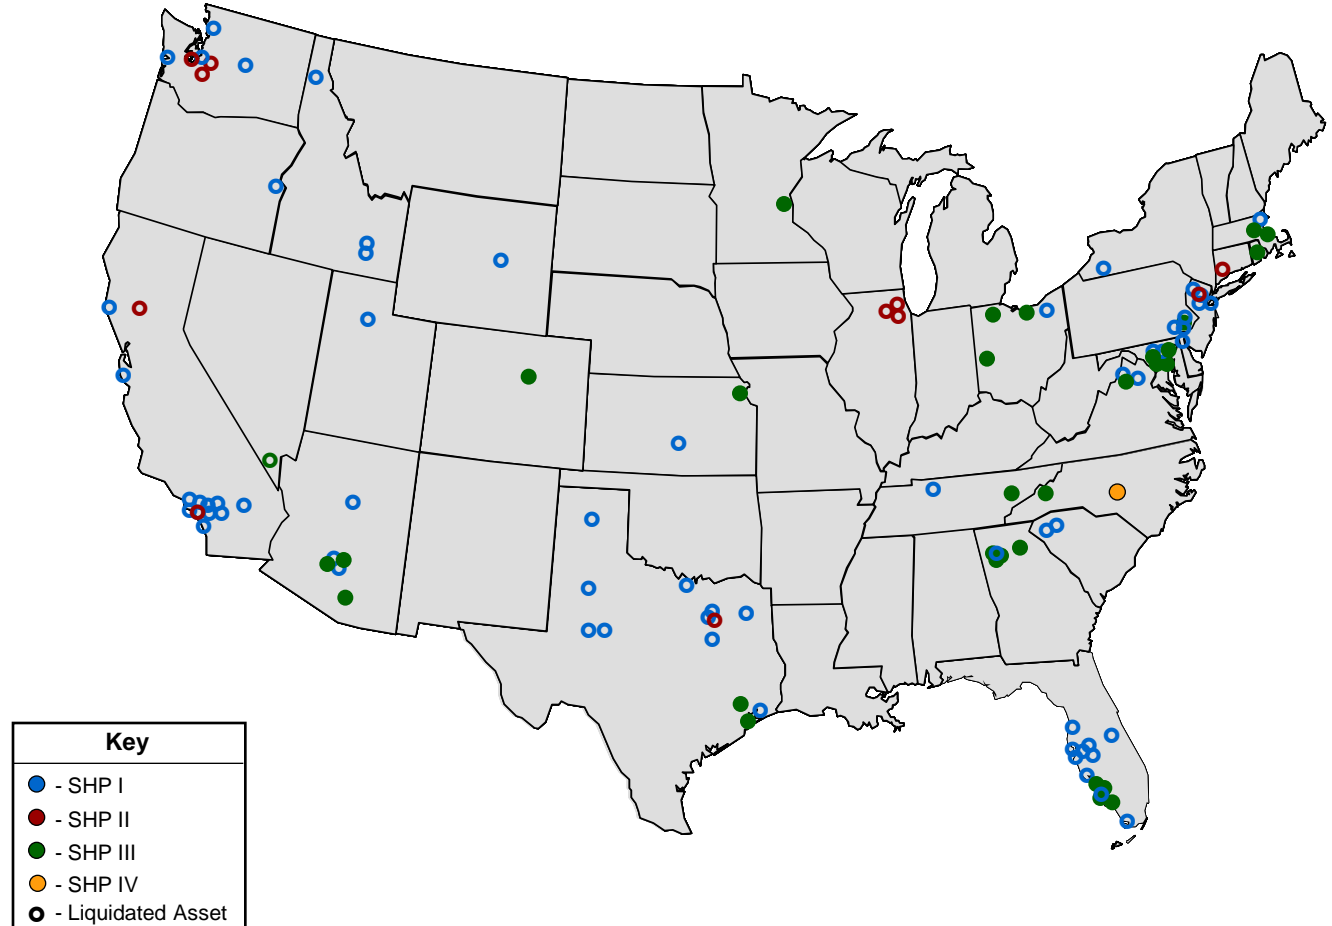 Key
- SHP I
- SHP II
- SHP III
- SHP IV
- Liquidated Asset